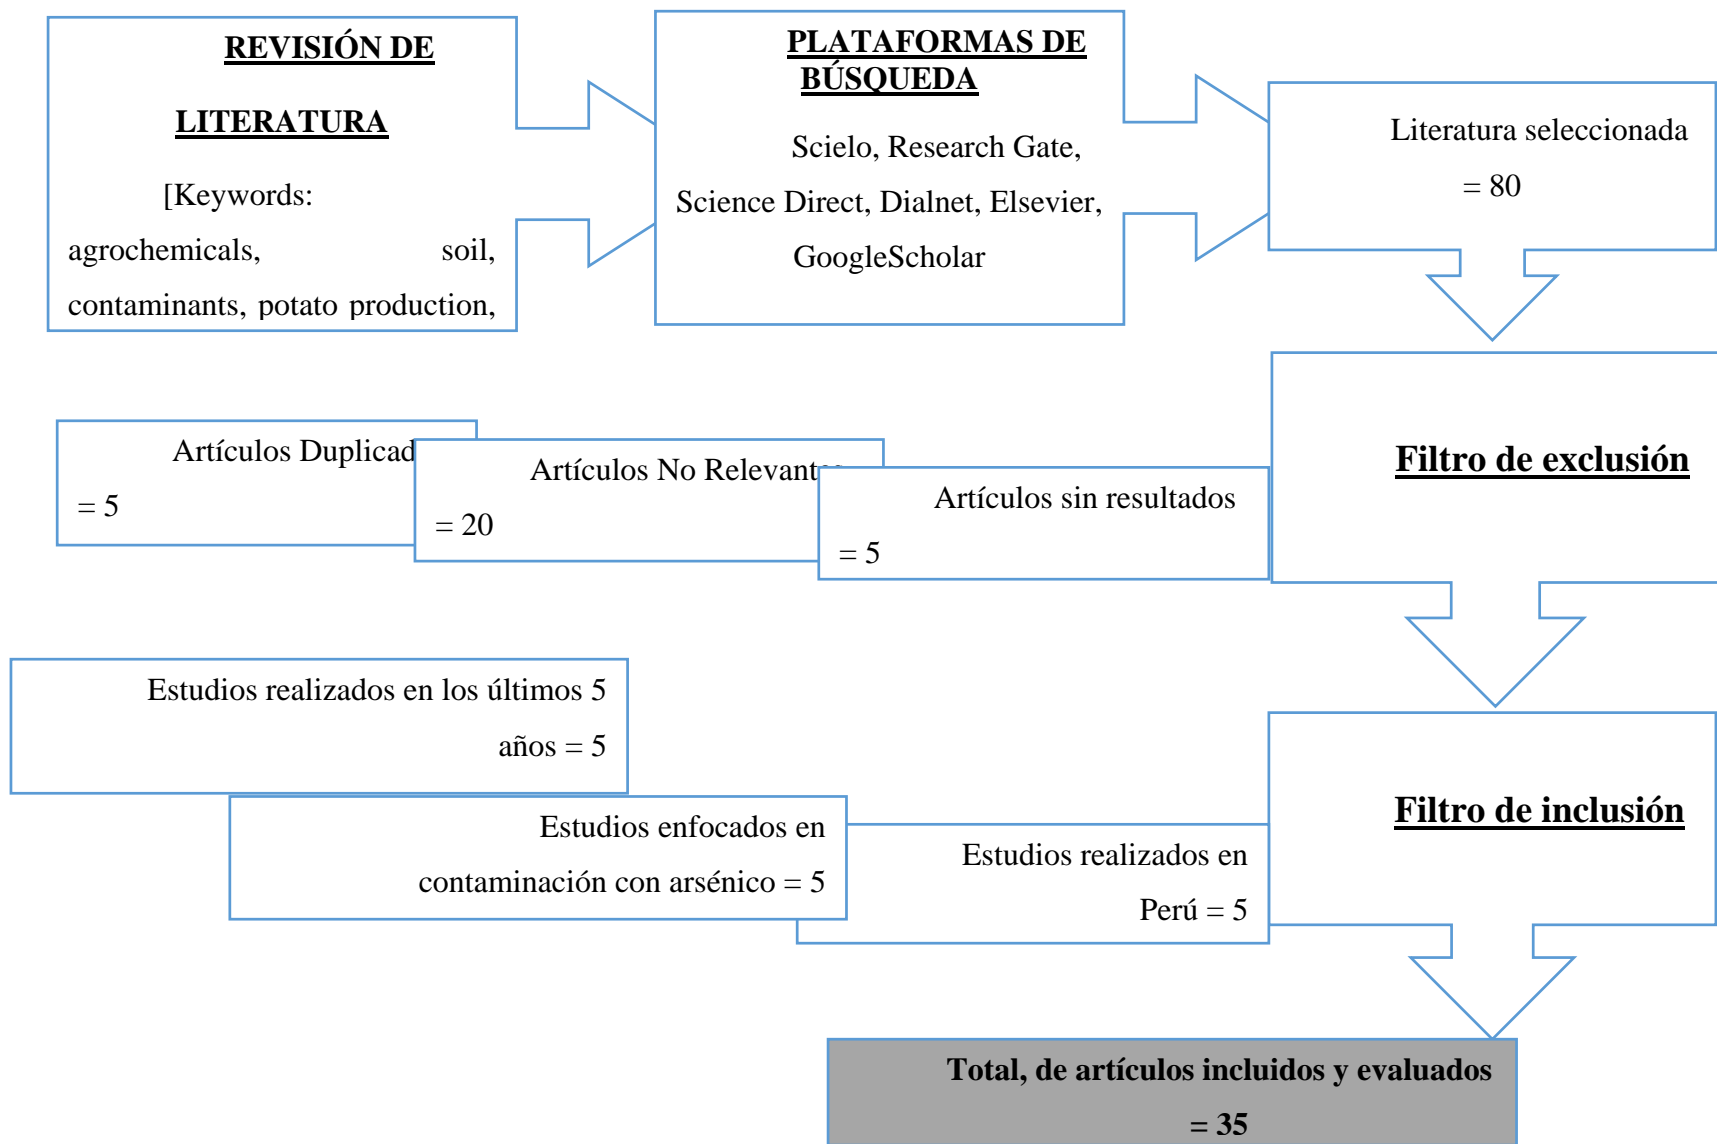 REVISIÓN DE
LITERATURA
[Keywords:
agrochemicals, soil,
contaminants, potato production,
PLATAFORMAS DE
BÚSQUEDA
Scielo, Research Gate,
Science Direct, Dialnet, Elsevier,
GoogleScholar
Literatura seleccionada
= 80
Filtro de exclusión
Artículos Duplicad
= 5
Artículos No Relevantes
= 20
Artículos sin resultados
= 5
Filtro de inclusión
Estudios realizados en los últimos 5
años = 5
Estudios enfocados en
contaminación con arsénico = 5
Estudios realizados en
Perú = 5
Total, de artículos incluidos y evaluados
= 35